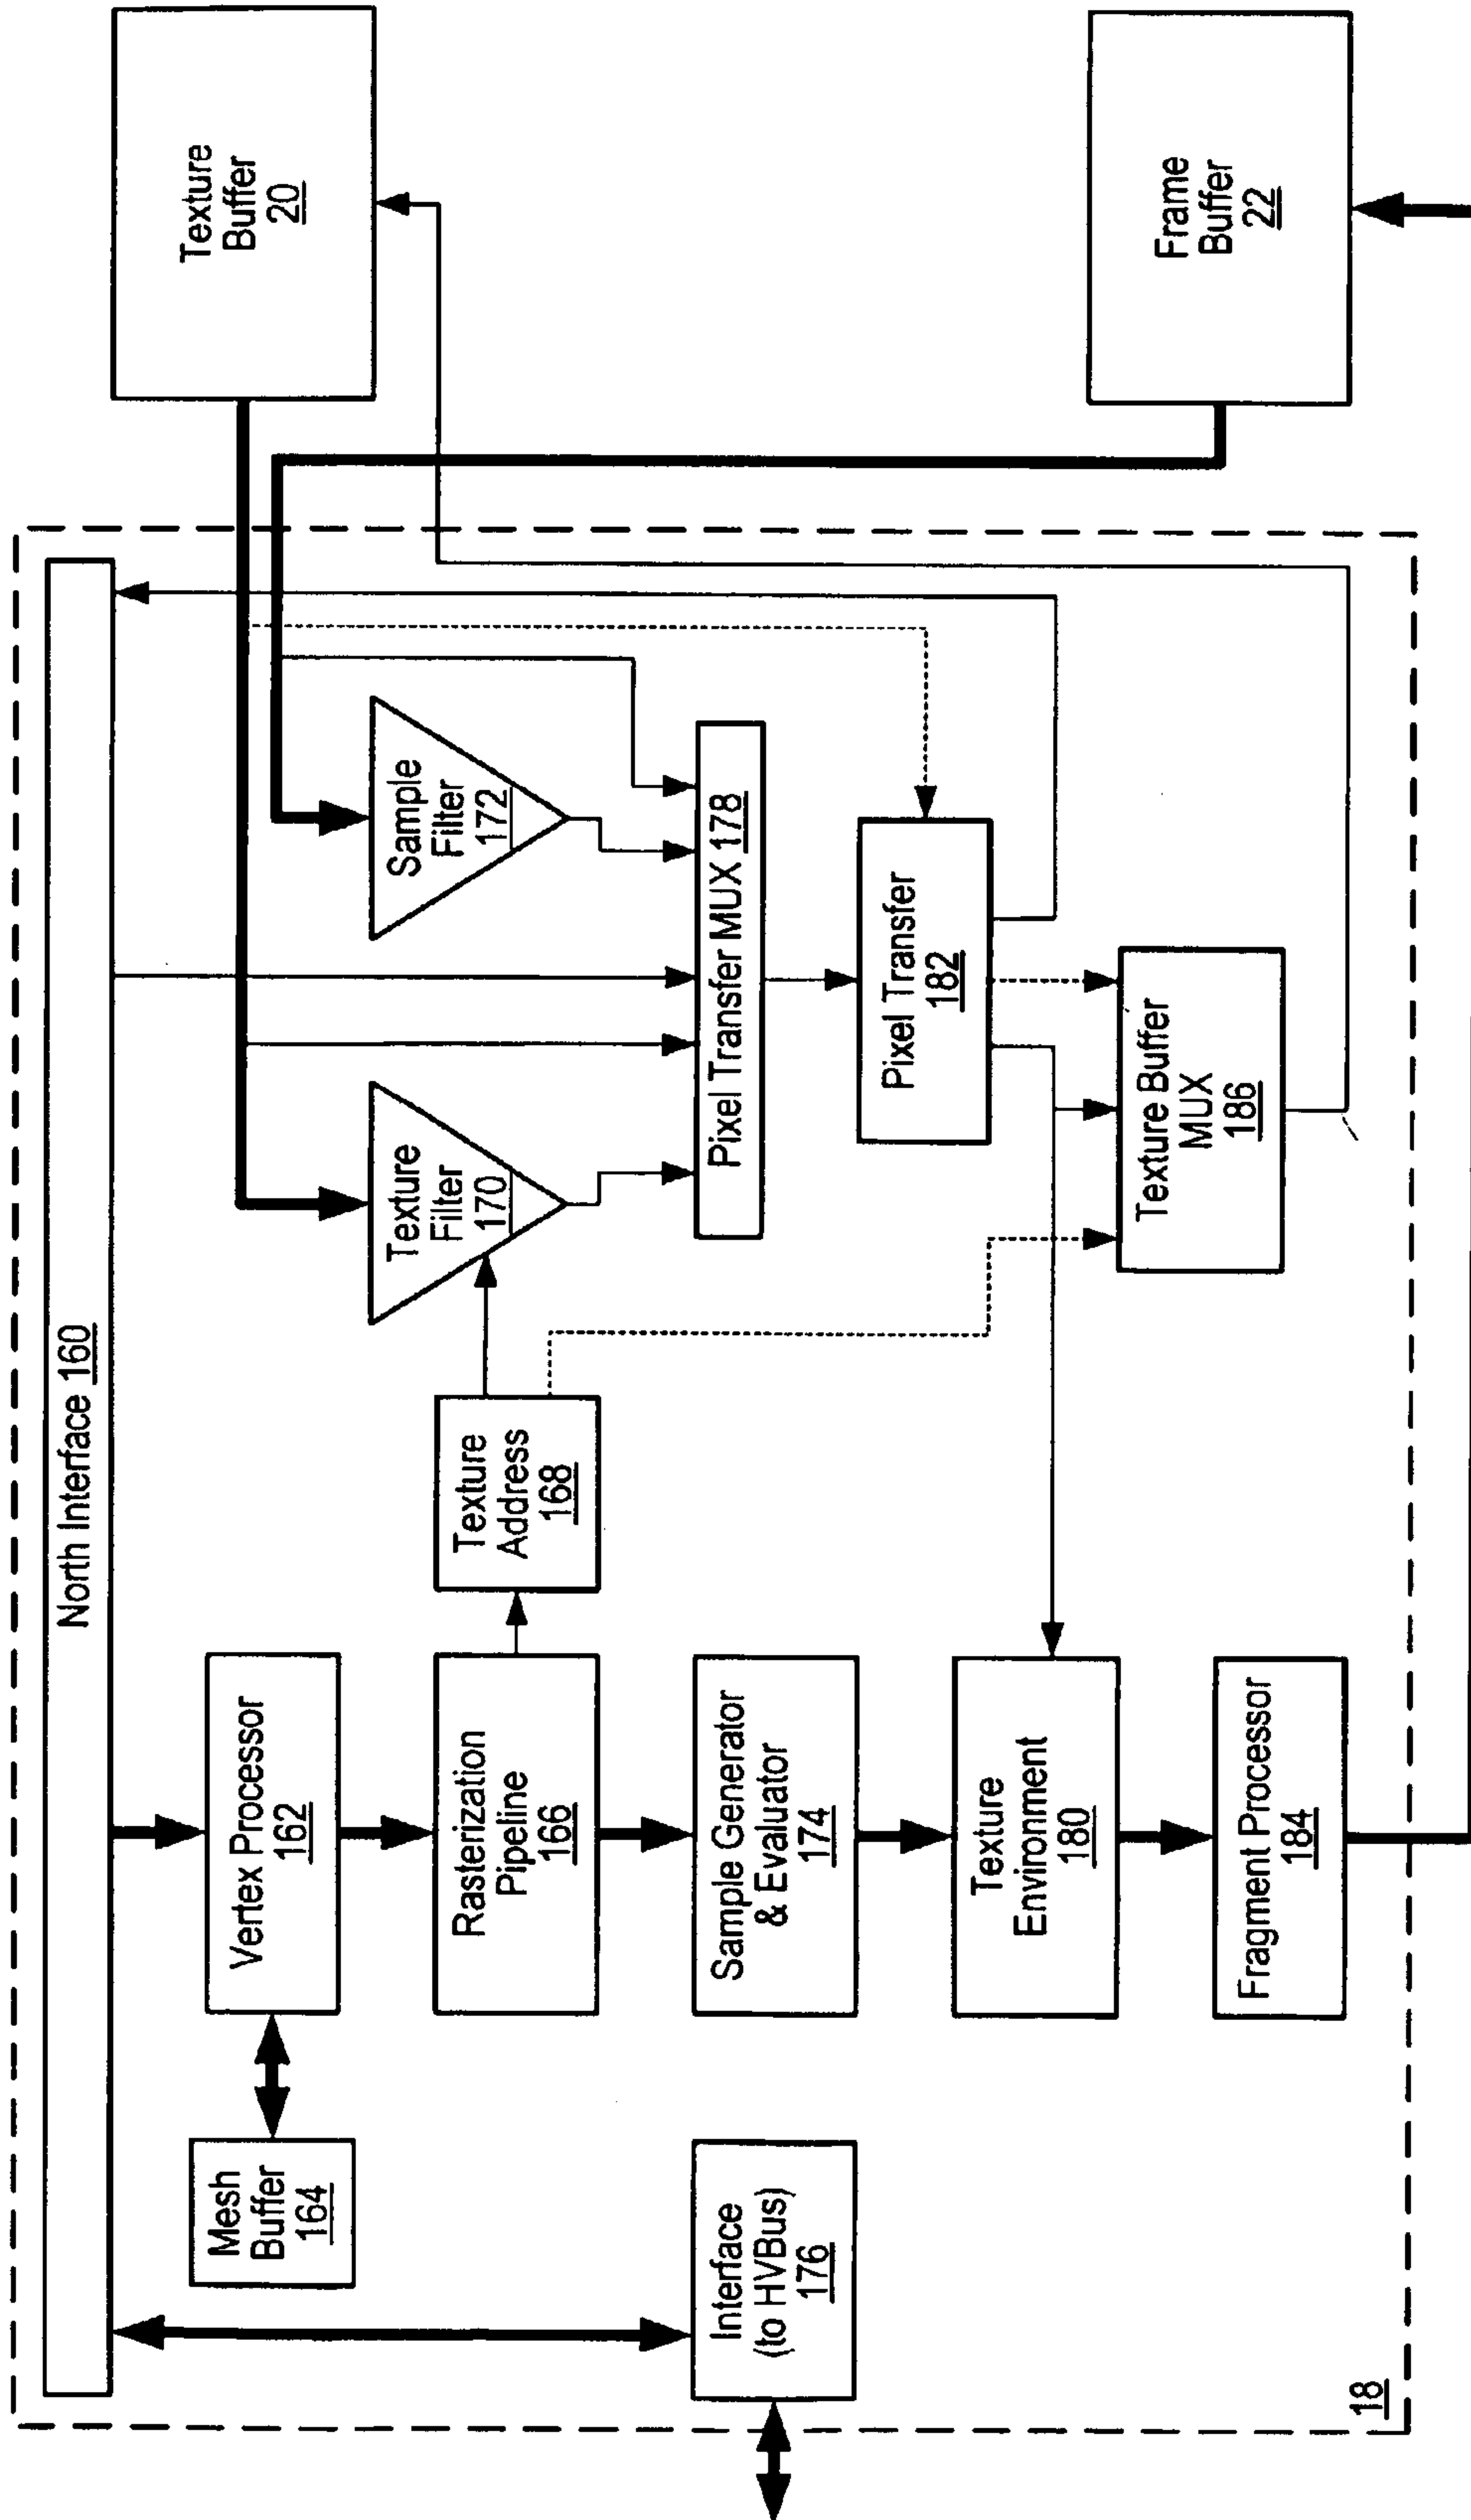 North Interface 160
Mesh
Buffer
164
Vertex Processor
162
Rasterization
Pipeline
166
Texture
Address
168
Texture
Filter
170
Sample
Filter
172
Texture
Buffer
20
Interface
(to HVBus)
176
Sample Generator
& Evaluator
174
Pixel Transfer MUX 178
Texture
Environment
180
Pixel Transfer
182
Fragment Processor
184
Texture Buffer
MUX
186
Frame
Buffer
22
18